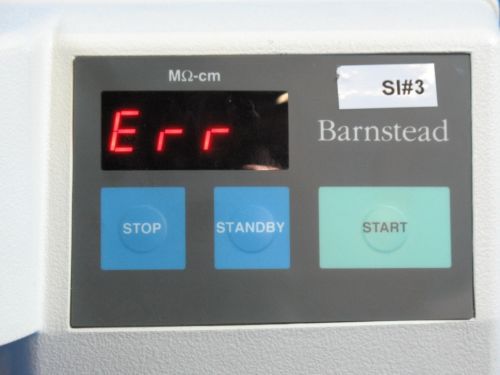 MΩ-cm
SI#3
Err
Barnstead
STOP
STANDBY
START